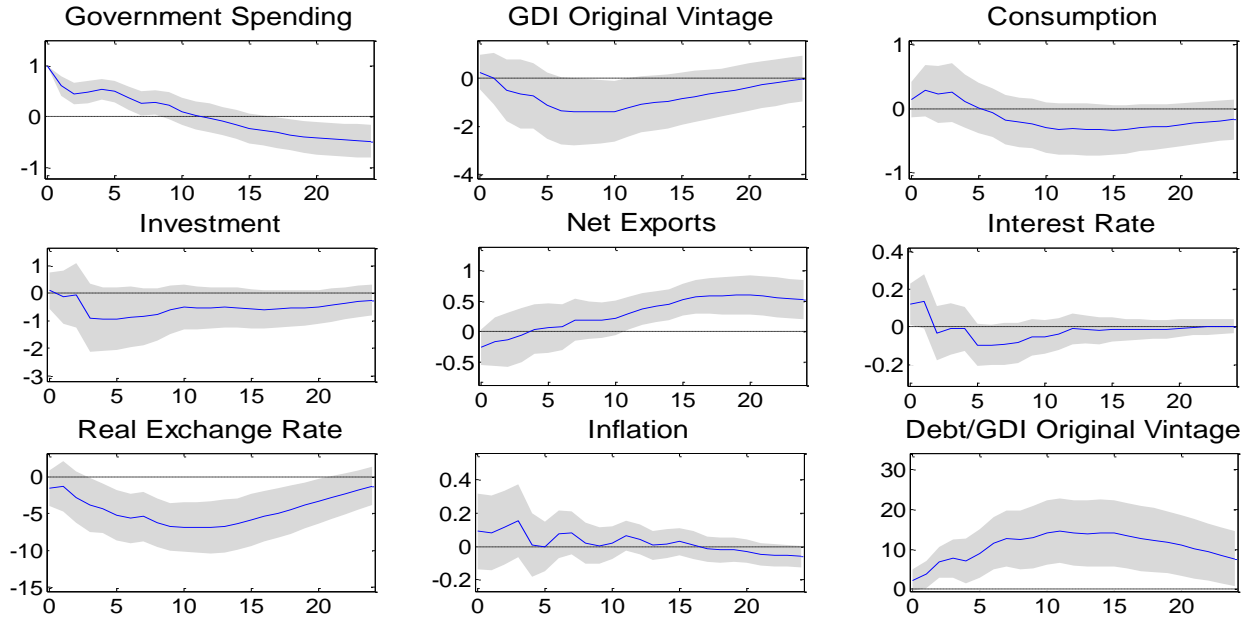 Government Spending
1
0
-1
0 5 10 15 20
GDI Original Vintage
0
-2
-4
0 5 10 15 20
Consumption
1
0
-1
0 5 10 15 20
Investment
1
0
-1
-2
-3
0 5 10 15 20
Net Exports
1
0.5
0
-0.5
0 5 10 15 20
Interest Rate
0.4
0.2
0
-0.2
0 5 10 15 20
Real Exchange Rate
0
-5
-10
-15
0 5 10 15 20
Inflation
0.4
0.2
0
-0.2
0 5 10 15 20
Debt/GDI Original Vintage
30
20
10
0
0 5 10 15 20